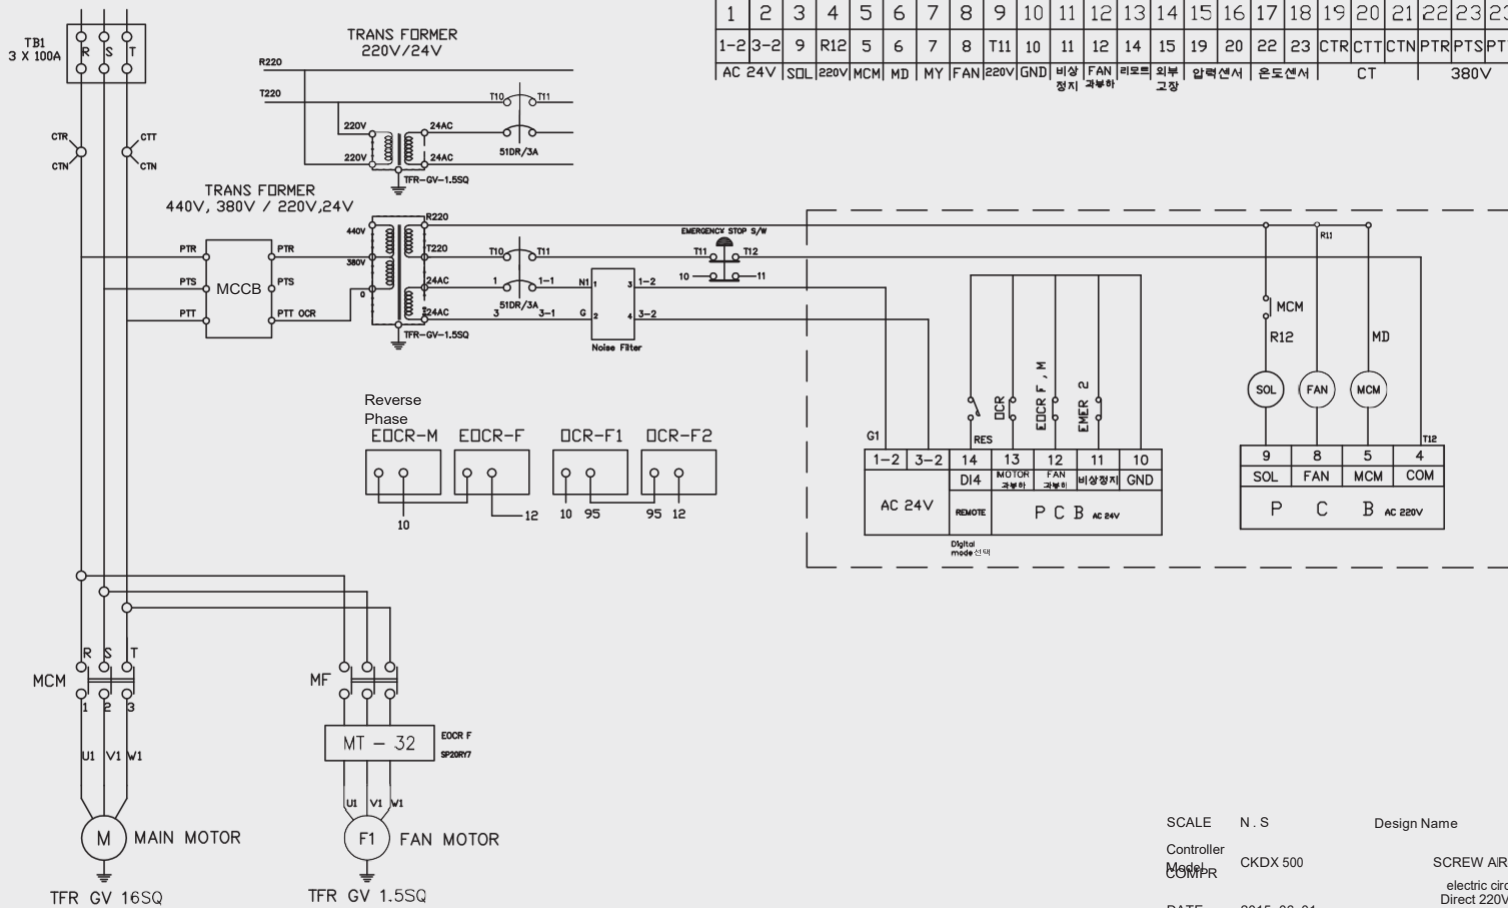 1 2 3 4 5 6 7 8 9 10 11 12 13 14 15 16 17 18 19 20 21 22 23
1-2 3-2 9 R12 5 6 7 8 T11 10 11 12 14 15 19 20 22 23 CTR CTT CTN PTR PTS
AC 24V SOL 220V MCM MD MY FAN 220V GND 비상 정지 FAN 과부하 리모트 외부 고장 압력센서 온도센서 CT 380V
TB1
3 X 100A
R S T
TRANS FORMER
220V/24V
R220
T220
T10 T11
220V 24AC
220V 24AC
51DR/3A
TFR-GV-1.5SQ
CTR CTT
CTN CTN
TRANS FORMER
440V, 380V / 220V,24V
440V R220
PTR PTR 380V T220 T10 T11
PTS MCCB PTS 0 24AC 1 1-1 N1 1 3 1-2
PTT PTT OCR 24AC 3 3-1 G 2 4 3-2
51DR/3A
TFR-GV-1.5SQ
Noise Filter
EMERGENCY STOP S/W
T11 T12
10 11
R11
MCM
R12
MD
SOL FAN MCM
T12
9 8 5 4
SOL FAN MCM COM
P C B AC 220V
OCR
EOCR F , M
EMER 2
G1 RES
1-2 3-2 14 13 12 11 10
AC 24V DI4 MOTOR 과부하 FAN 과부하 비상정지 GND
REMOTE P C B AC 24V
Digital
mode 선택
Reverse
Phase
EOCR-M EOCR-F OCR-F1 OCR-F2
10 12 10 95 95 12
R S T
MCM MF
1 2 3
MT - 32
EOCR F
SP20RY7
U1 V1 W1
U1 V1 W1
M MAIN MOTOR
F1 FAN MOTOR
TFR GV 16SQ
TFR GV 1.5SQ
SCALE N . S Design Name
Controller
Model CKDX 500 SCREW AIR
COMPR
electric circ
Direct 220V